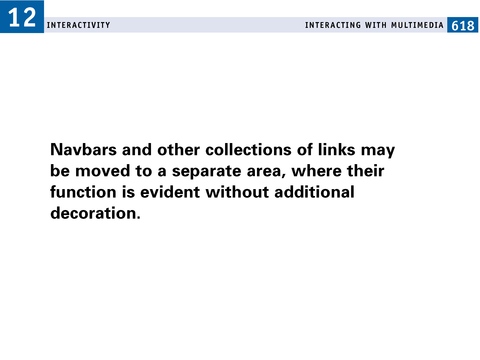 12 INTERACTIVITY INTERACTING WITH MULTIMEDIA 618
Navbars and other collections of links may
be moved to a separate area, where their
function is evident without additional
decoration.